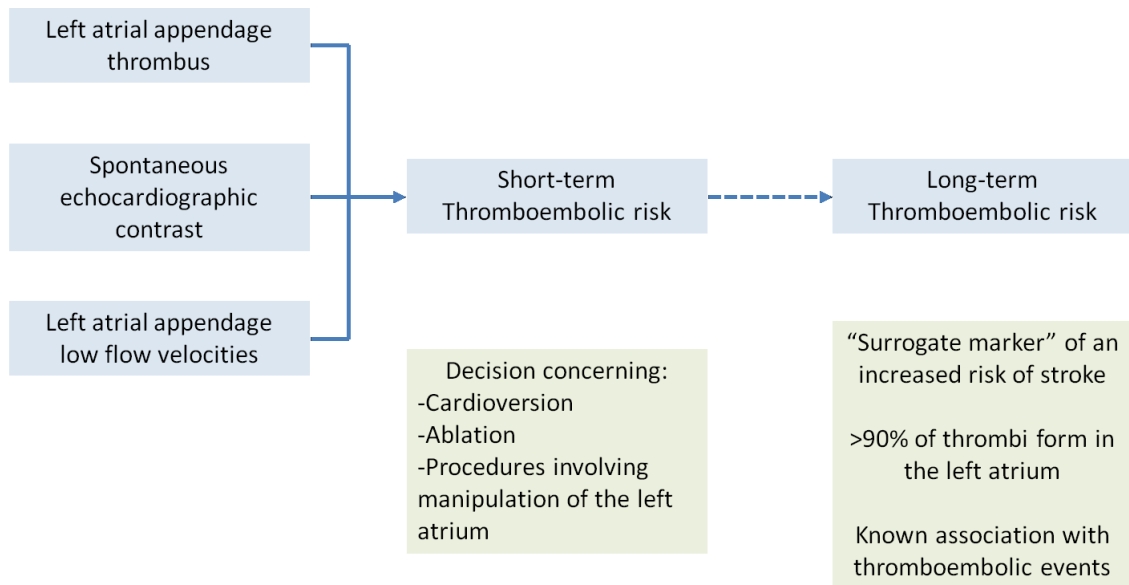 Left atrial appendage
thrombus
Spontaneous
echocardiographic
contrast
Left atrial appendage
low flow velocities
Short-term
Thromboembolic risk
Long-term
Thromboembolic risk
Decision concerning:
-Cardioversion
-Ablation
-Procedures involving
manipulation of the left
atrium
“Surrogate marker” of an
increased risk of stroke
>90% of thrombi form in
the left atrium
Known association with
thromboembolic events